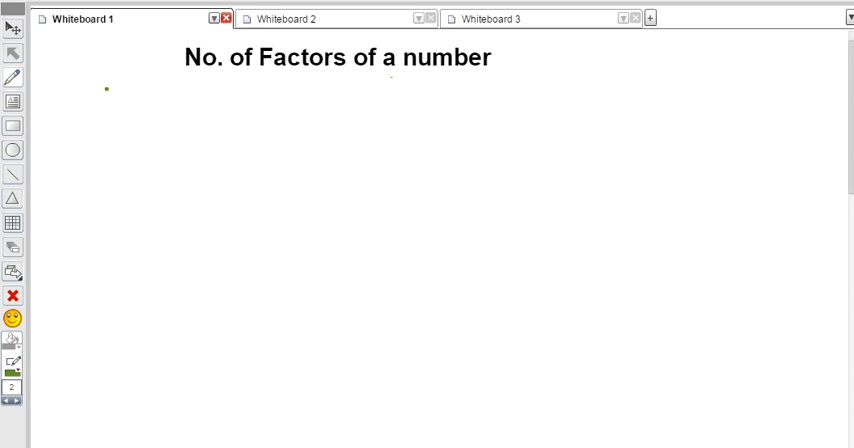 Whiteboard 1
Whiteboard 2
Whiteboard 3
No. of Factors of a number
2